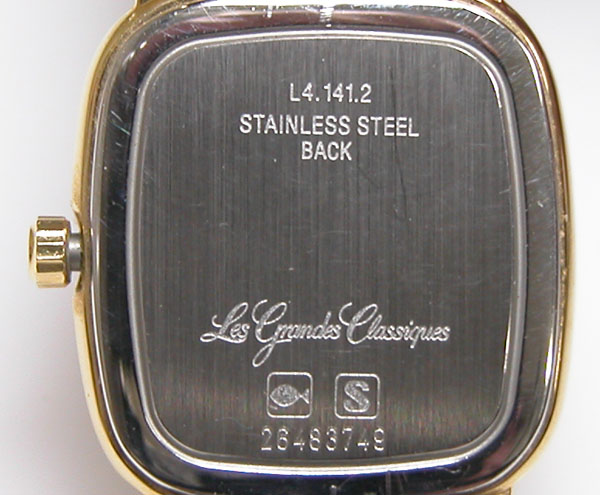 L4.141.2
STAINLESS STEEL
BACK
Les Grandes Classiques
S
26483749